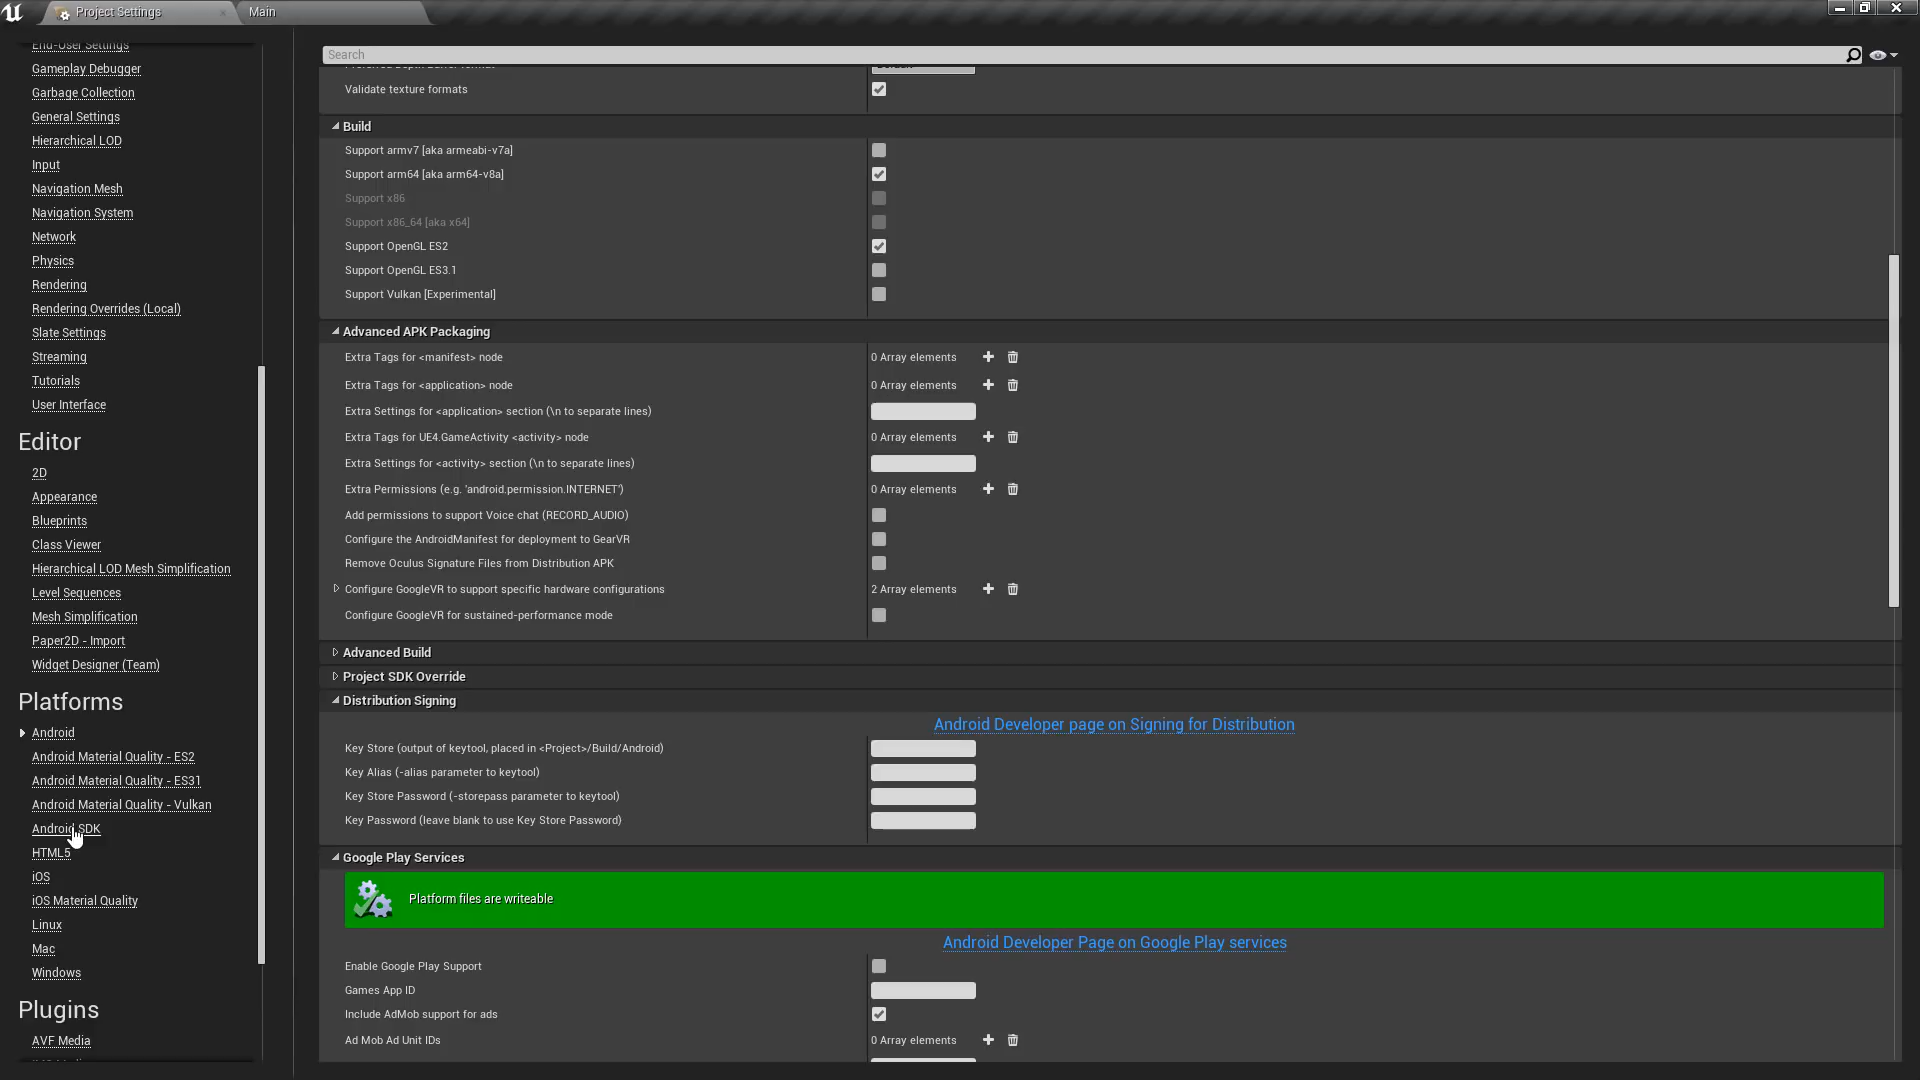 Project Settings
Main
End-User Settings
Gameplay Debugger
Garbage Collection
General Settings
Hierarchical LOD
Input
Navigation Mesh
Navigation System
Network
Physics
Rendering
Rendering Overrides (Local)
Slate Settings
Streaming
Tutorials
User Interface
Editor
2D
Appearance
Blueprints
Class Viewer
Hierarchical LOD Mesh Simplification
Level Sequences
Mesh Simplification
Paper2D - Import
Widget Designer (Team)
Platforms
Android
Android Material Quality - ES2
Android Material Quality - ES31
Android Material Quality - Vulkan
Android SDK
HTML5
iOS
iOS Material Quality
Linux
Mac
Windows
Plugins
AVF Media
Search
Validate texture formats
Build
Support armv7 [aka armeabi-v7a]
Support arm64 [aka arm64-v8a]
Support x86
Support x86_64 [aka x64]
Support OpenGL ES2
Support OpenGL ES3.1
Support Vulkan [Experimental]
Advanced APK Packaging
Extra Tags for <manifest> node 0 Array elements
Extra Tags for <application> node 0 Array elements
Extra Settings for <application> section (\n to separate lines)
Extra Tags for UE4.GameActivity <activity> node 0 Array elements
Extra Settings for <activity> section (\n to separate lines)
Extra Permissions (e.g. 'android.permission.INTERNET') 0 Array elements
Add permissions to support Voice chat (RECORD_AUDIO)
Configure the AndroidManifest for deployment to GearVR
Remove Oculus Signature Files from Distribution APK
Configure GoogleVR to support specific hardware configurations 2 Array elements
Configure GoogleVR for sustained-performance mode
Advanced Build
Project SDK Override
Distribution Signing
Android Developer page on Signing for Distribution
Key Store (output of keytool, placed in <Project>/Build/Android)
Key Alias (-alias parameter to keytool)
Key Store Password (-storepass parameter to keytool)
Key Password (leave blank to use Key Store Password)
Google Play Services
Platform files are writeable
Android Developer Page on Google Play services
Enable Google Play Support
Games App ID
Include AdMob support for ads
Ad Mob Ad Unit IDs 0 Array elements